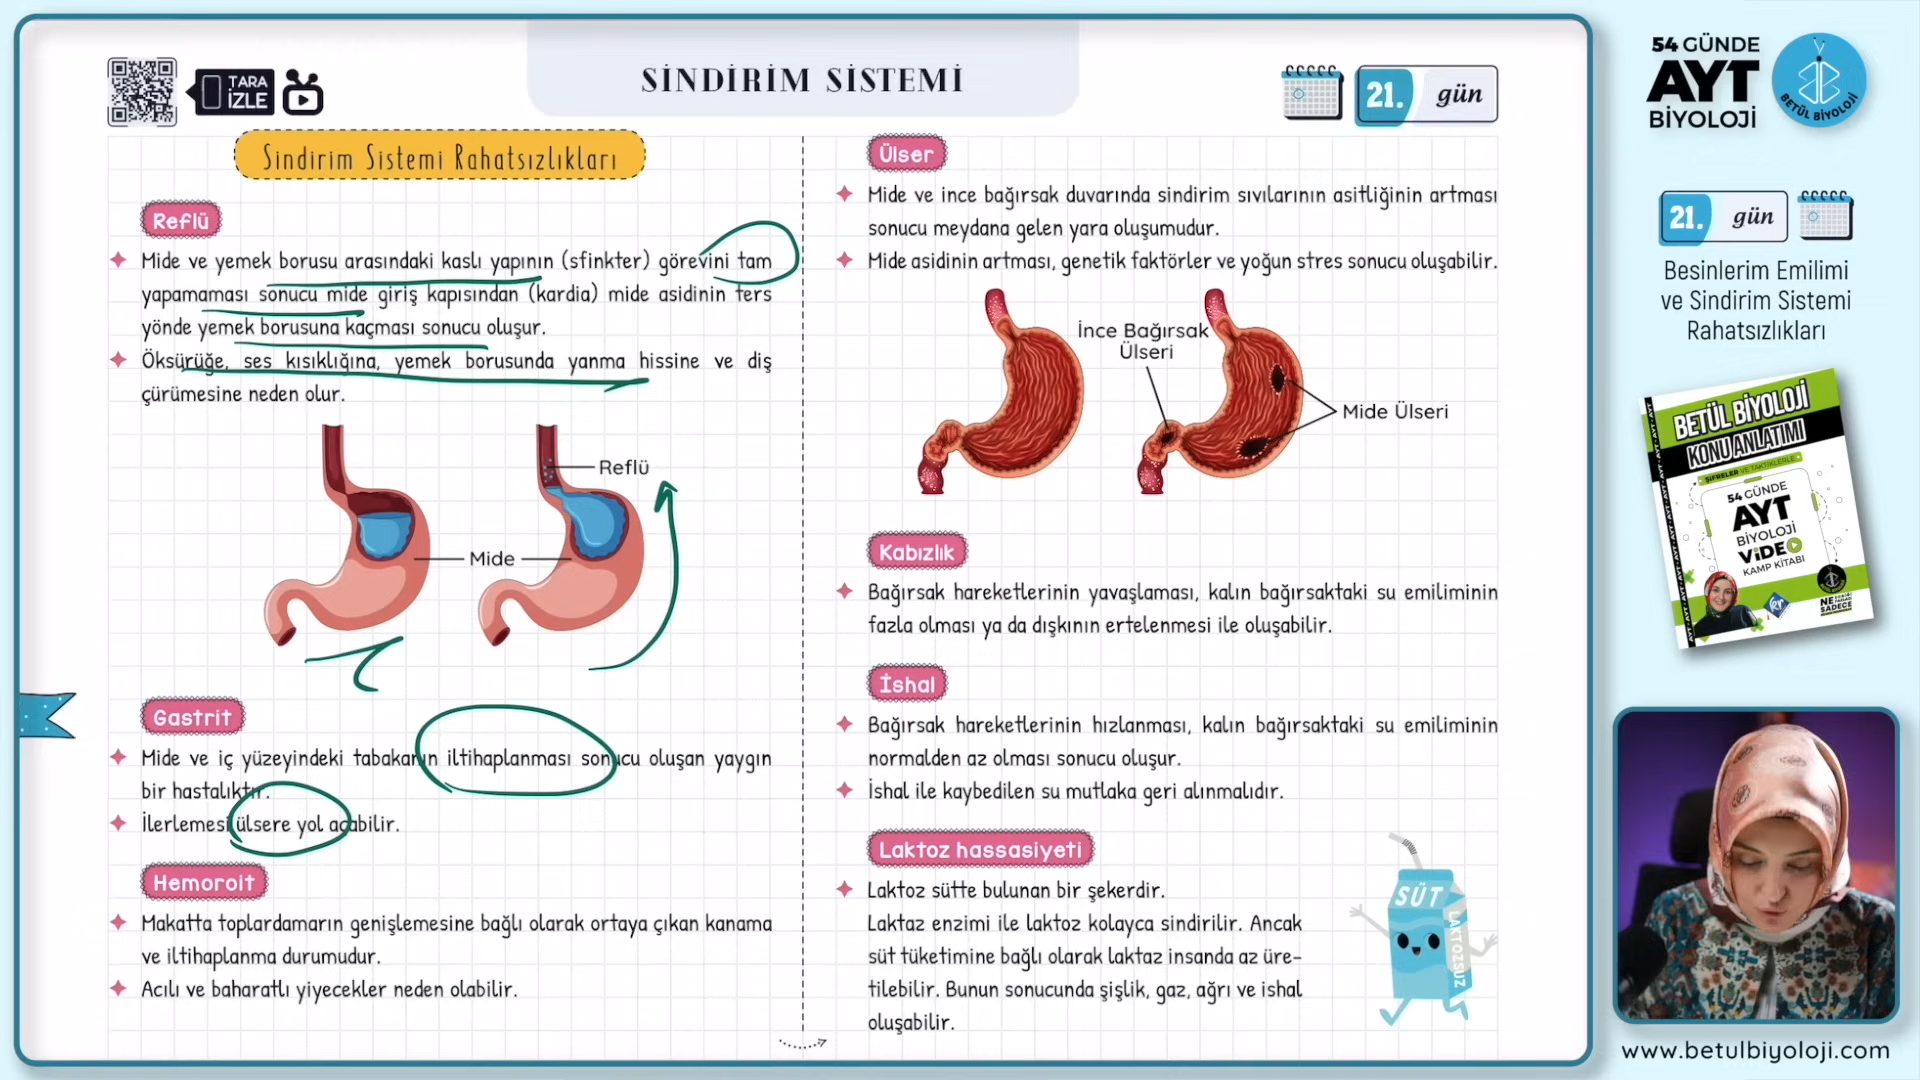 TARA
İZLE
SİNDİRİM SİSTEMİ
21. gün
Sindirim Sistemi Rahatsızlıkları
Reflü
Mide ve yemek borusu arasındaki kaslı yapının (sfinkter) görevini tam
yapamaması sonucu mide giriş kapısından (kardia) mide asidinin ters
yönde yemek borusuna kaçması sonucu oluşur.
Öksürüğe, ses kısıklığına, yemek borusunda yanma hissine ve diş
çürümesine neden olur.
Reflü
Mide
Gastrit
Mide ve iç yüzeyindeki tabakanın iltihaplanması sonucu oluşan yaygın
bir hastalıktır.
İlerlemesi ülsere yol açabilir.
Hemoroit
Makatta toplardamarın genişlemesine bağlı olarak ortaya çıkan kanama
ve iltihaplanma durumudur.
Acılı ve baharatlı yiyecekler neden olabilir.
Ülser
Mide ve ince bağırsak duvarında sindirim sıvılarının asitliğinin artması
sonucu meydana gelen yara oluşumudur.
Mide asidinin artması, genetik faktörler ve yoğun stres sonucu oluşabilir.
İnce Bağırsak
Ülseri
Mide Ülseri
Kabızlık
Bağırsak hareketlerinin yavaşlaması, kalın bağırsaktaki su emiliminin
fazla olması ya da dışkının ertelenmesi ile oluşabilir.
İshal
Bağırsak hareketlerinin hızlanması, kalın bağırsaktaki su emiliminin
normalden az olması sonucu oluşur.
İshal ile kaybedilen su mutlaka geri alınmalıdır.
Laktoz hassasiyeti
Laktoz sütte bulunan bir şekerdir.
Laktaz enzimi ile laktoz kolayca sindirilir. Ancak
süt tüketimine bağlı olarak laktaz insanda az üre-
tilebilir. Bunun sonucunda şişlik, gaz, ağrı ve ishal
oluşabilir.
SÜT
LAKTOZSUZ
54 GÜNDE
AYT
BİYOLOJİ
BETÜL BİYOLOJİ
21. gün
Besinlerim Emilimi
ve Sindirim Sistemi
Rahatsızlıkları
BETÜL BİYOLOJİ
KONU ANLATIMI
ŞİFRELER VE TAKTİKLERLE
54 GÜNDE
AYT
BİYOLOJİ
VİDEO
KAMP KİTABI
www.betulbiyoloji.com